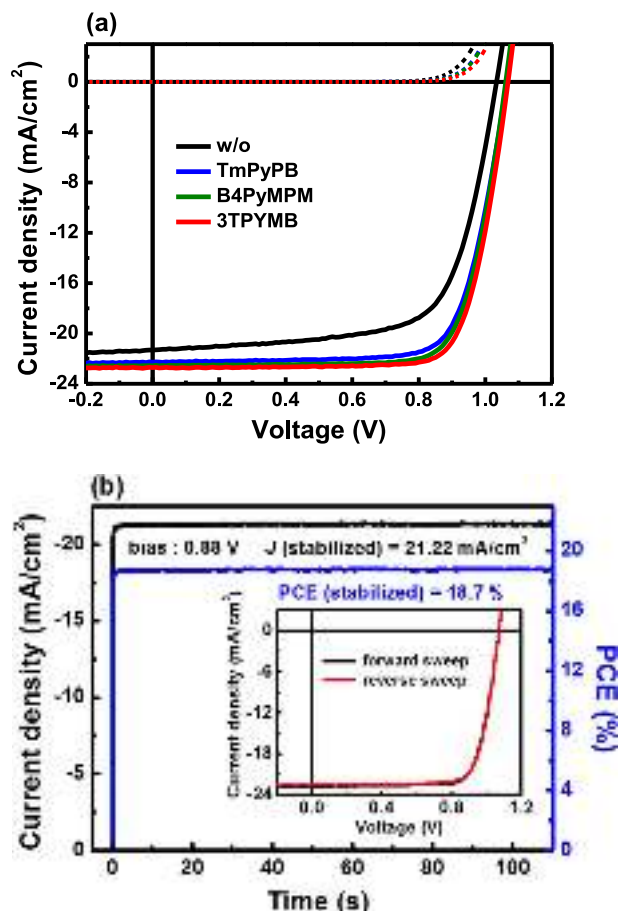 (a)
Current density (mA/cm²)
0
-4
-8
-12
-16
-20
-24
w/o
TmPyPB
B4PyMPM
3TPYMB
-0.2 0.0 0.2 0.4 0.6 0.8 1.0 1.2
Voltage (V)
(b)
Current density (mA/cm²)
-20
-15
-10
-5
0
bias : 0.88 V J (stabilized) = 21.22 mA/cm²
PCE (stabilized) = 18.7 %
Current density (mA/cm²)
0
-6
-12
-18
-24
forward sweep
reverse sweep
0.0 0.4 0.8 1.2
Voltage (V)
20
16
12
8
4
0
PCE (%)
0 20 40 60 80 100
Time (s)